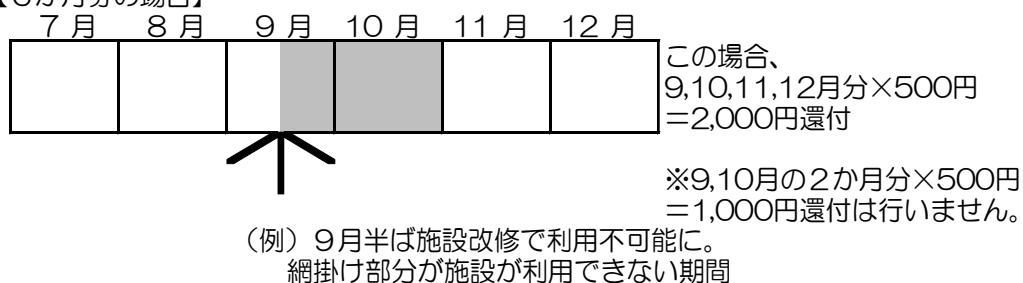 【6か月分の場合】
7月 8月 9月 10月 11月 12月
この場合、
9,10,11,12月分×500円
=2,000円還付
※9,10月の2か月分×500円
=1,000円還付は行いません。
(例)9月半ば施設改修で利用不可能に。
網掛け部分が施設が利用できない期間